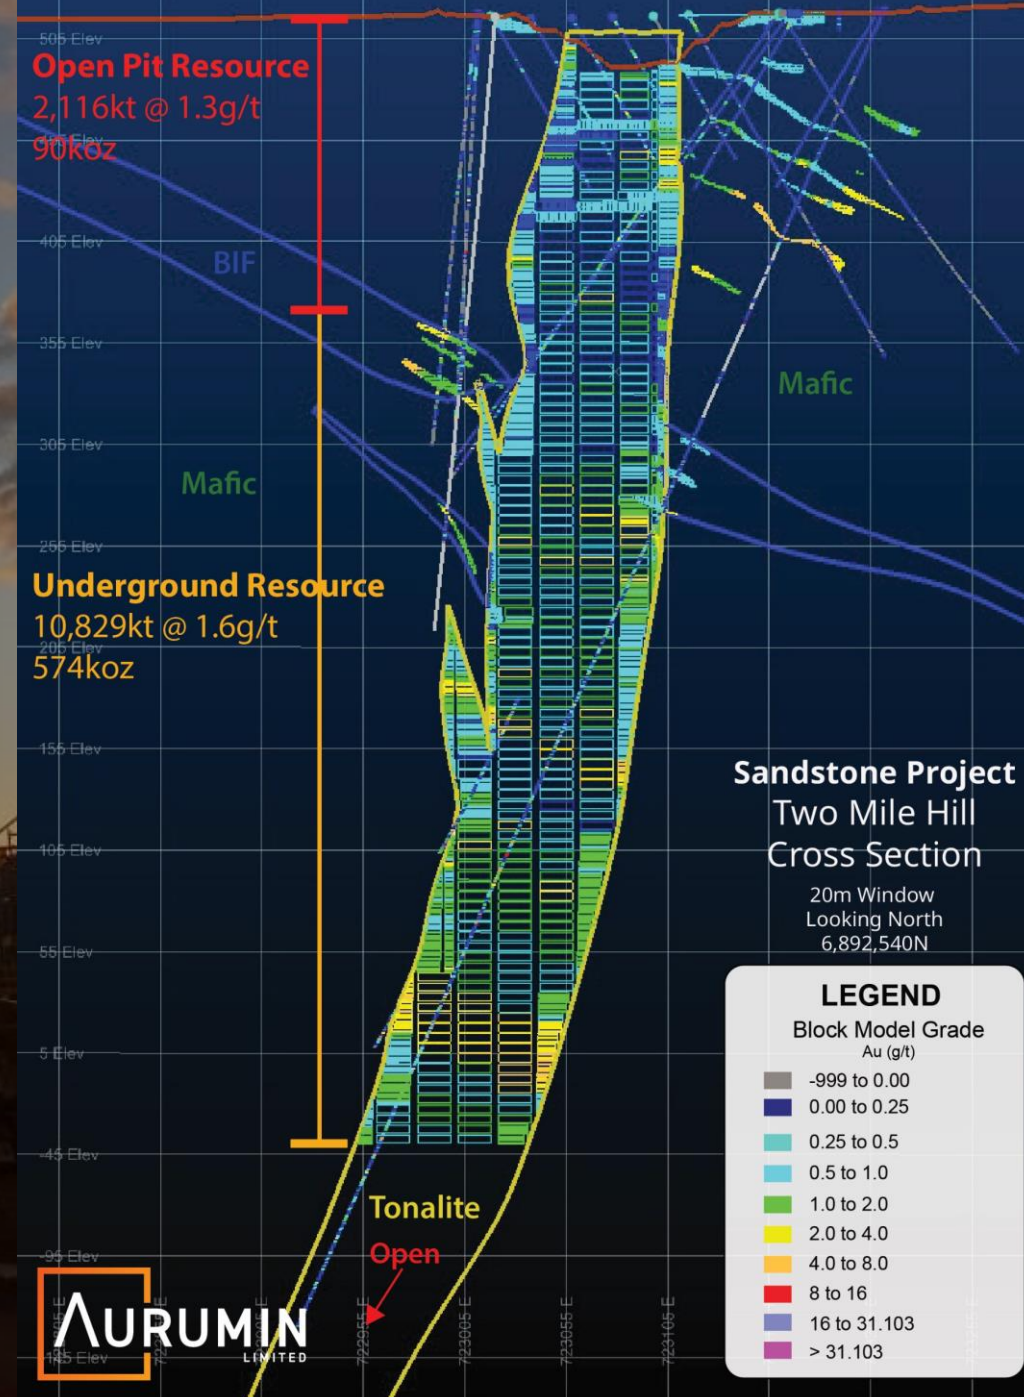 505 Elev
Open Pit Resource
2,116kt @ 1.3g/t
90koz
405 Elev
BIF
355 Elev
Mafic
305 Elev
Mafic
255 Elev
Underground Resource
10,829kt @ 1.6g/t
205 Elev
574koz
155 Elev
Sandstone Project
Two Mile Hill
Cross Section
20m Window
Looking North
6,892,540N
105 Elev
55 Elev
5 Elev
-45 Elev
-95 Elev
Tonalite
Open
LEGEND
Block Model Grade
Au (g/t)
-999 to 0.00
0.00 to 0.25
0.25 to 0.5
0.5 to 1.0
1.0 to 2.0
2.0 to 4.0
4.0 to 8.0
8 to 16
16 to 31.103
> 31.103
AURUMIN
LIMITED
722955 E
723005 E
723055 E
723105 E